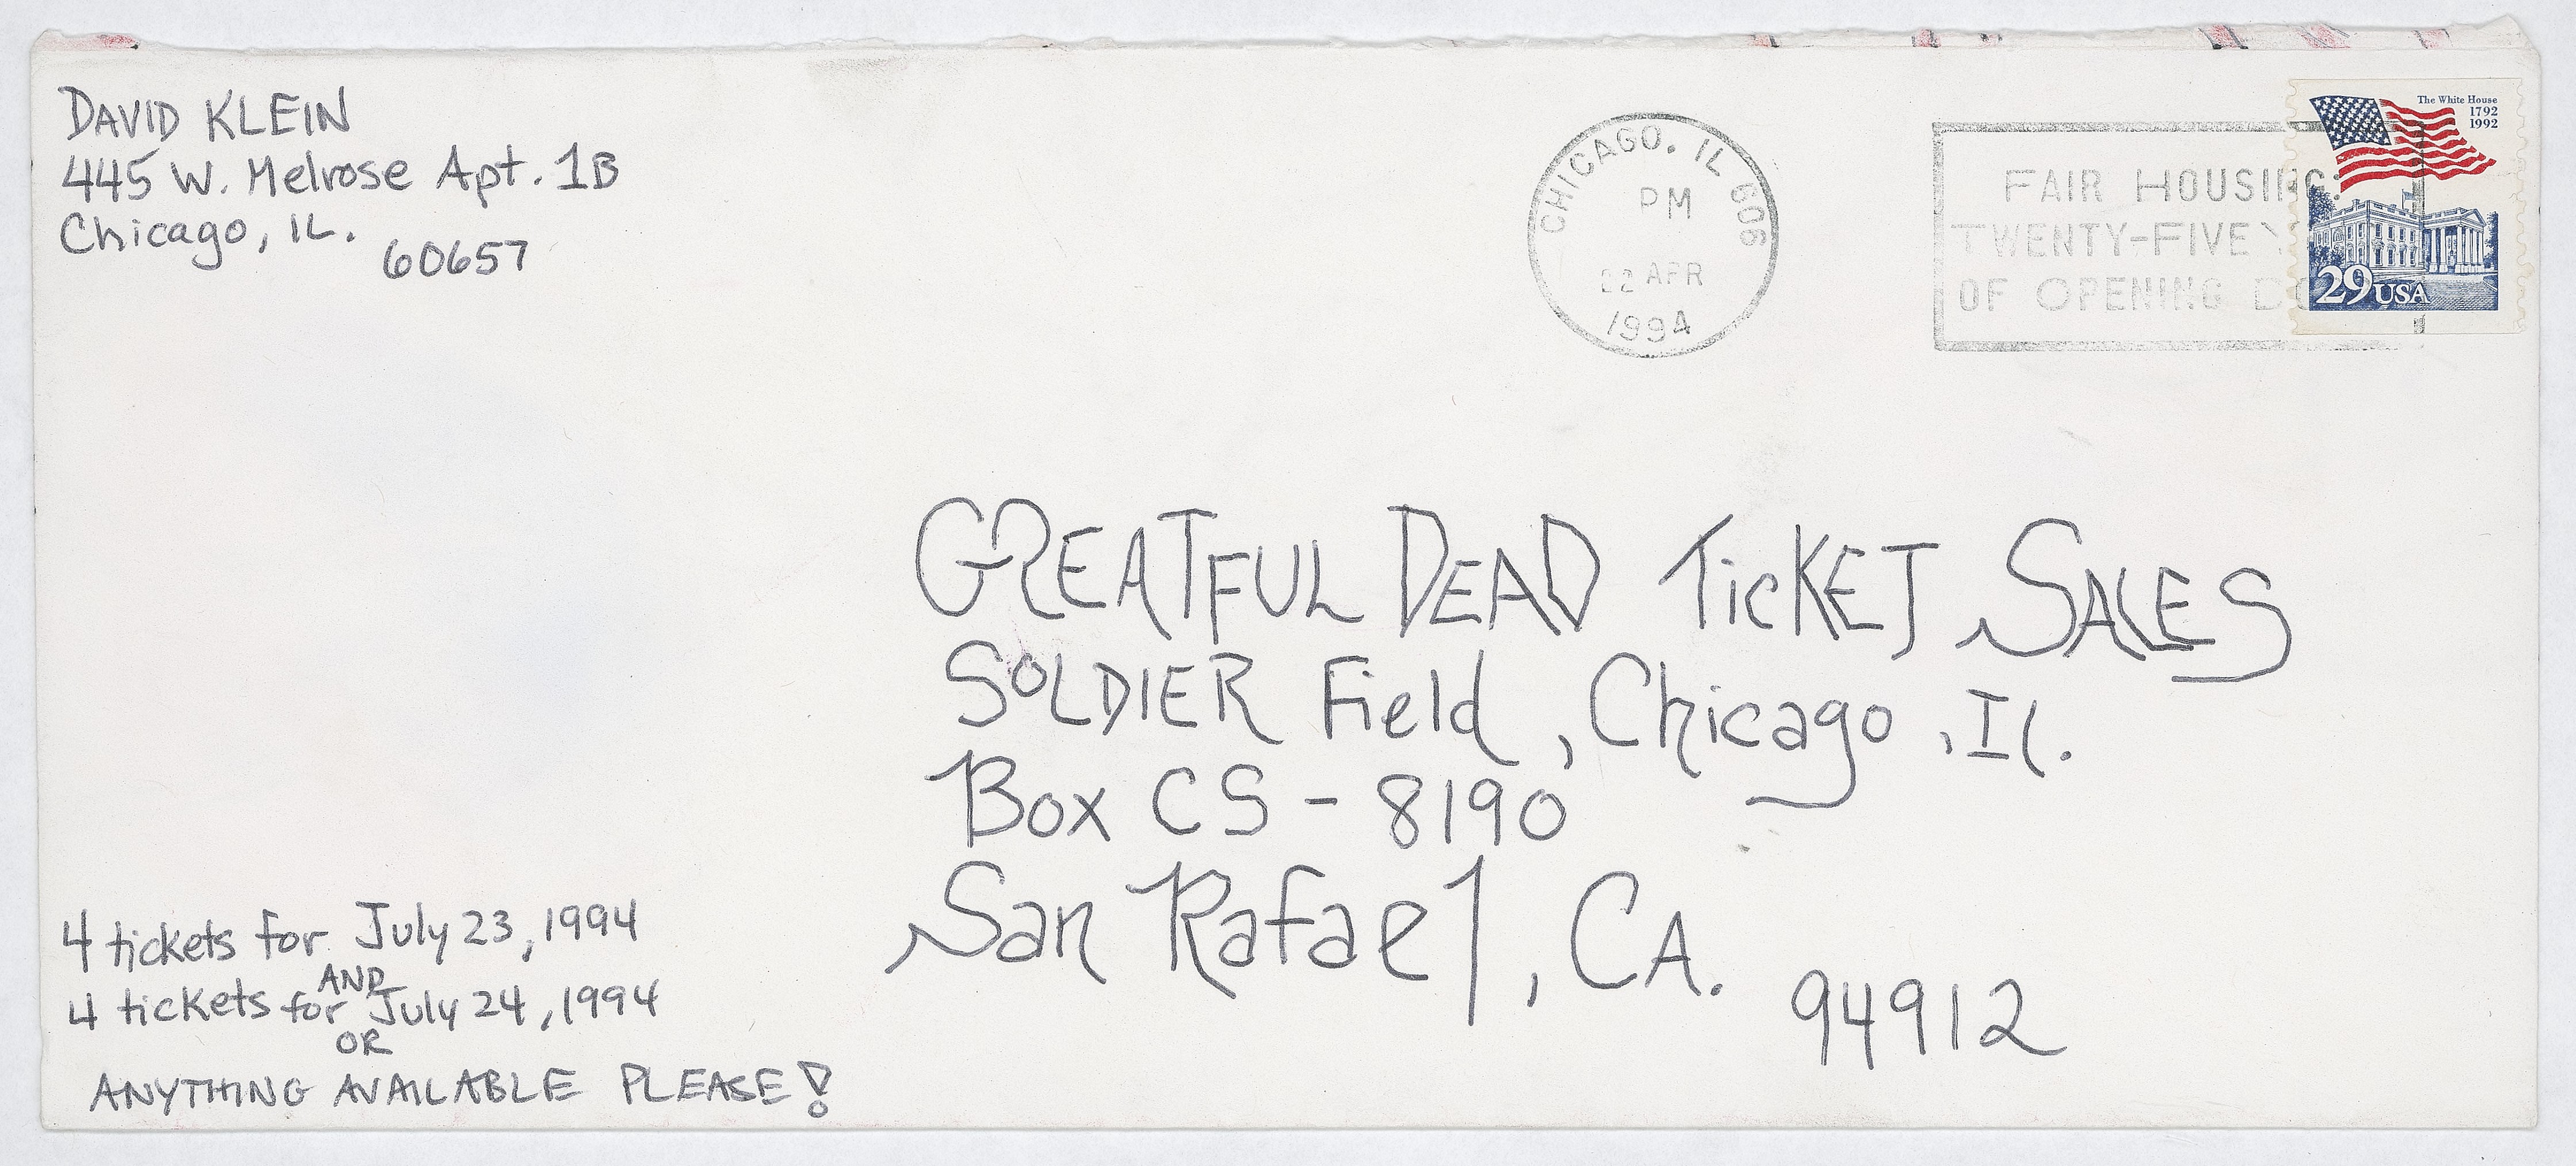 DAVID KLEIN
445 W. Melrose Apt. 1B
Chicago, IL.
60657
CHICAGO, IL 606
PM
22 APR
1994
FAIR HOUSING:
TWENTY-FIVE Y
OF OPENING DO
The White House
1792
1992
29 USA
GREATFUL DEAD TicKET SALES
SOLDIER Field, Chicago, Il.
Box CS - 8190
San Rafael, CA.
94912
4 tickets for July 23, 1994
AND
4 tickets for July 24, 1994
OR
ANYTHING AVAILABLE PLEASE!